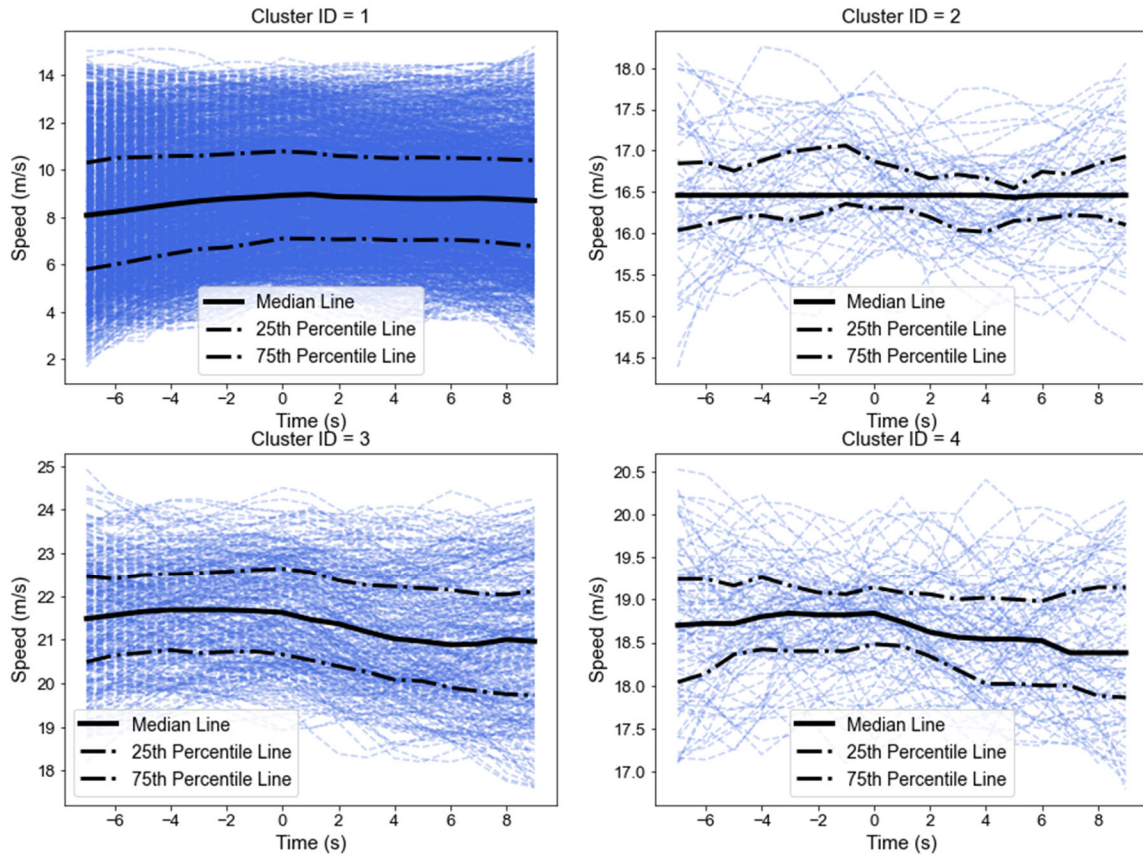 Cluster ID = 1
14
12
10
8
6
4
2
Speed (m/s)
Median Line
25th Percentile Line
75th Percentile Line
−6 −4 −2 0 2 4 6 8
Time (s)
Cluster ID = 2
18.0
17.5
17.0
16.5
16.0
15.5
15.0
14.5
Speed (m/s)
Median Line
25th Percentile Line
75th Percentile Line
−6 −4 −2 0 2 4 6 8
Time (s)
Cluster ID = 3
25
24
23
22
21
20
19
18
Speed (m/s)
Median Line
25th Percentile Line
75th Percentile Line
−6 −4 −2 0 2 4 6 8
Time (s)
Cluster ID = 4
20.5
20.0
19.5
19.0
18.5
18.0
17.5
17.0
Speed (m/s)
Median Line
25th Percentile Line
75th Percentile Line
−6 −4 −2 0 2 4 6 8
Time (s)